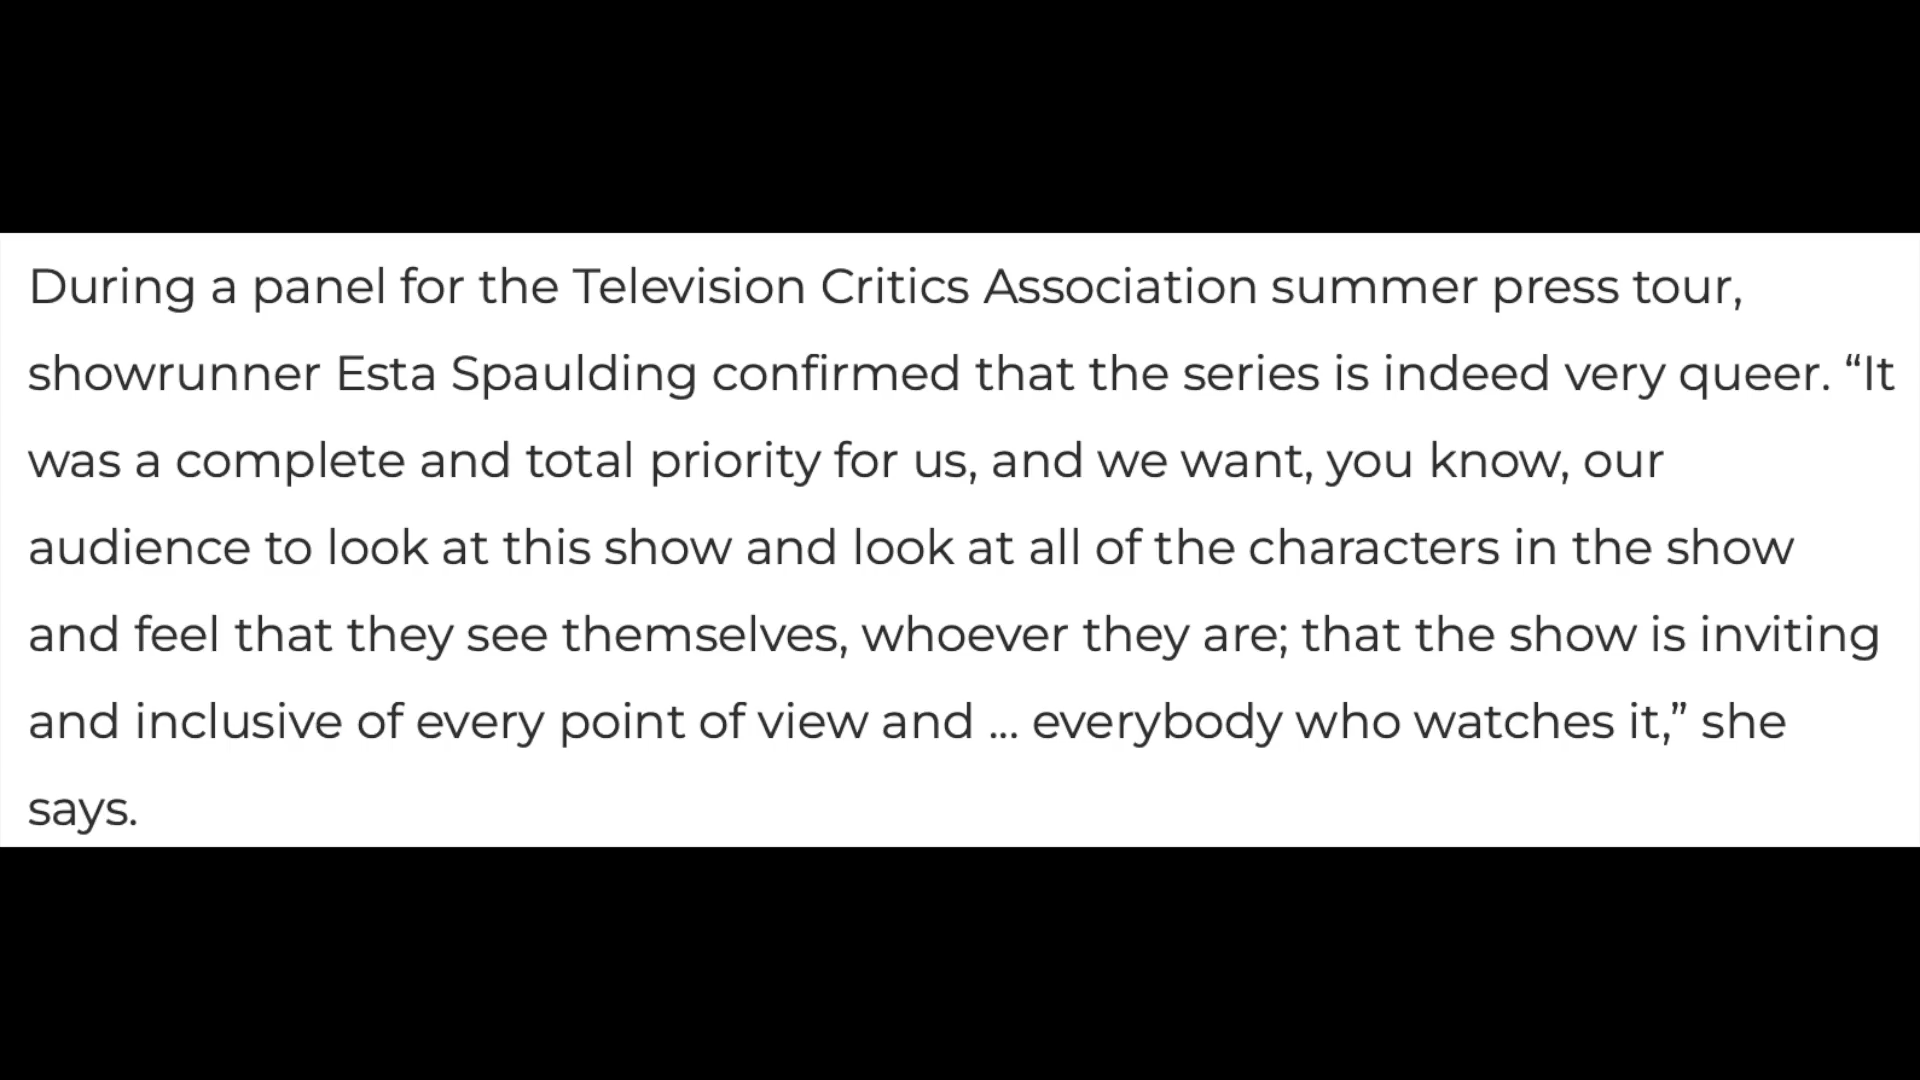 During a panel for the Television Critics Association summer press tour,
showrunner Esta Spaulding confirmed that the series is indeed very queer. “It
was a complete and total priority for us, and we want, you know, our
audience to look at this show and look at all of the characters in the show
and feel that they see themselves, whoever they are; that the show is inviting
and inclusive of every point of view and ... everybody who watches it,” she
says.